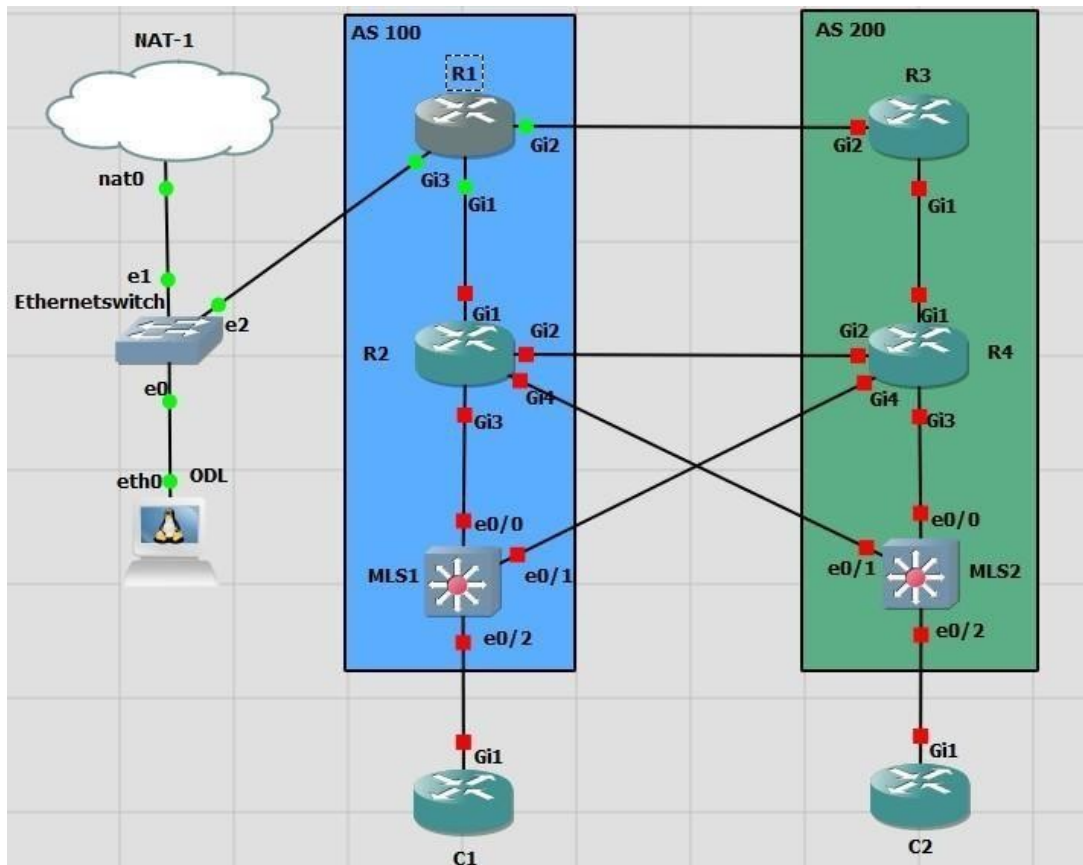 NAT-1
AS 100
AS 200
R1
R3
nat0
Gi2
Gi2
Gi3
Gi1
Gi1
e1
Ethernetswitch
e2
Gi1
Gi1
R2
Gi2
Gi2
R4
e0
Gi4
Gi4
Gi3
Gi3
eth0
ODL
e0/0
e0/0
MLS1
e0/1
e0/1
MLS2
e0/2
e0/2
Gi1
Gi1
C1
C2